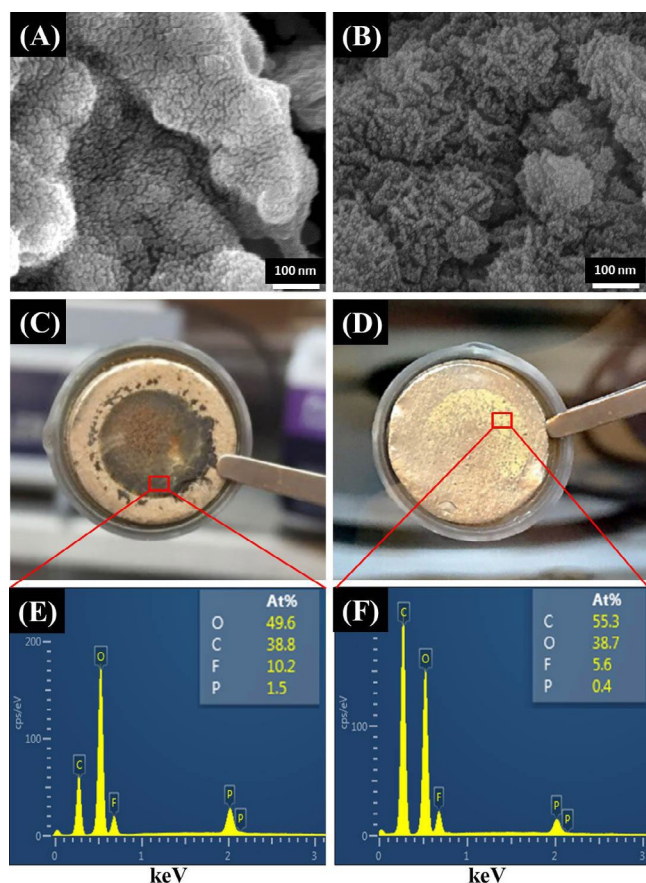 (A)
100 nm
(B)
100 nm
(C)
(D)
(E)
At%
O 49.6
C 38.8
F 10.2
P 1.5
200
100
0
cps/eV
C
O
F
P
P
0 1 2 3
keV
(F)
At%
C 55.3
O 38.7
F 5.6
P 0.4
100
0
cps/eV
C
O
F
P
P
0 1 2 3
keV